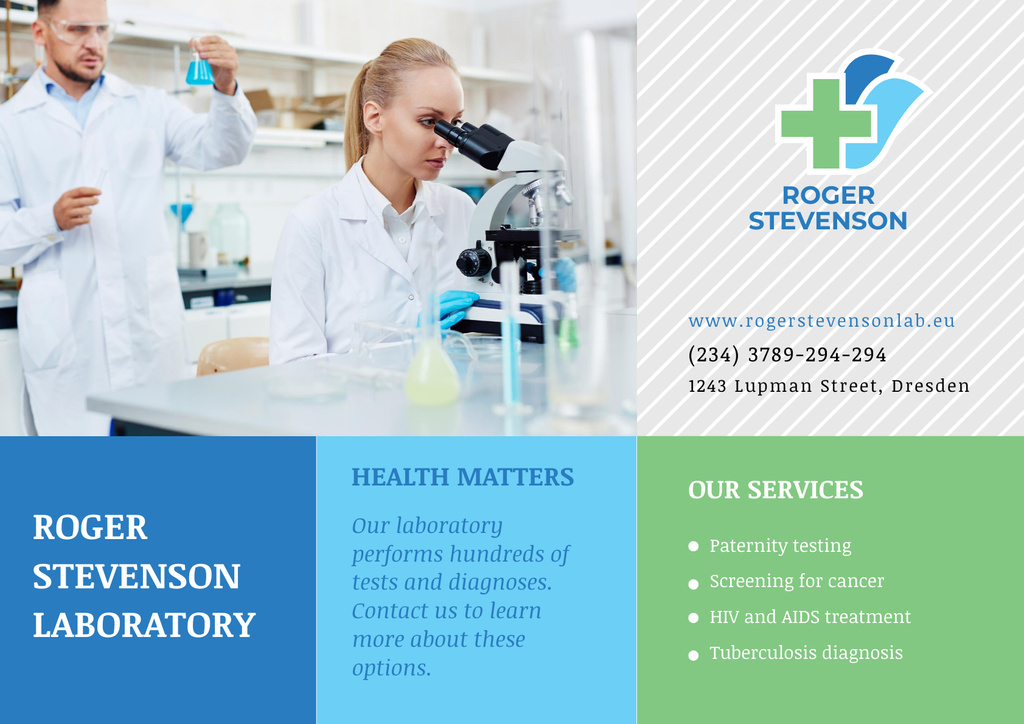 ROGER
STEVENSON
www.rogerstevensonlab.eu
(234) 3789-294-294
1243 Lupman Street, Dresden
ROGER
STEVENSON
LABORATORY
HEALTH MATTERS
Our laboratory
performs hundreds of
tests and diagnoses.
Contact us to learn
more about these
options.
OUR SERVICES
Paternity testing
Screening for cancer
HIV and AIDS treatment
Tuberculosis diagnosis